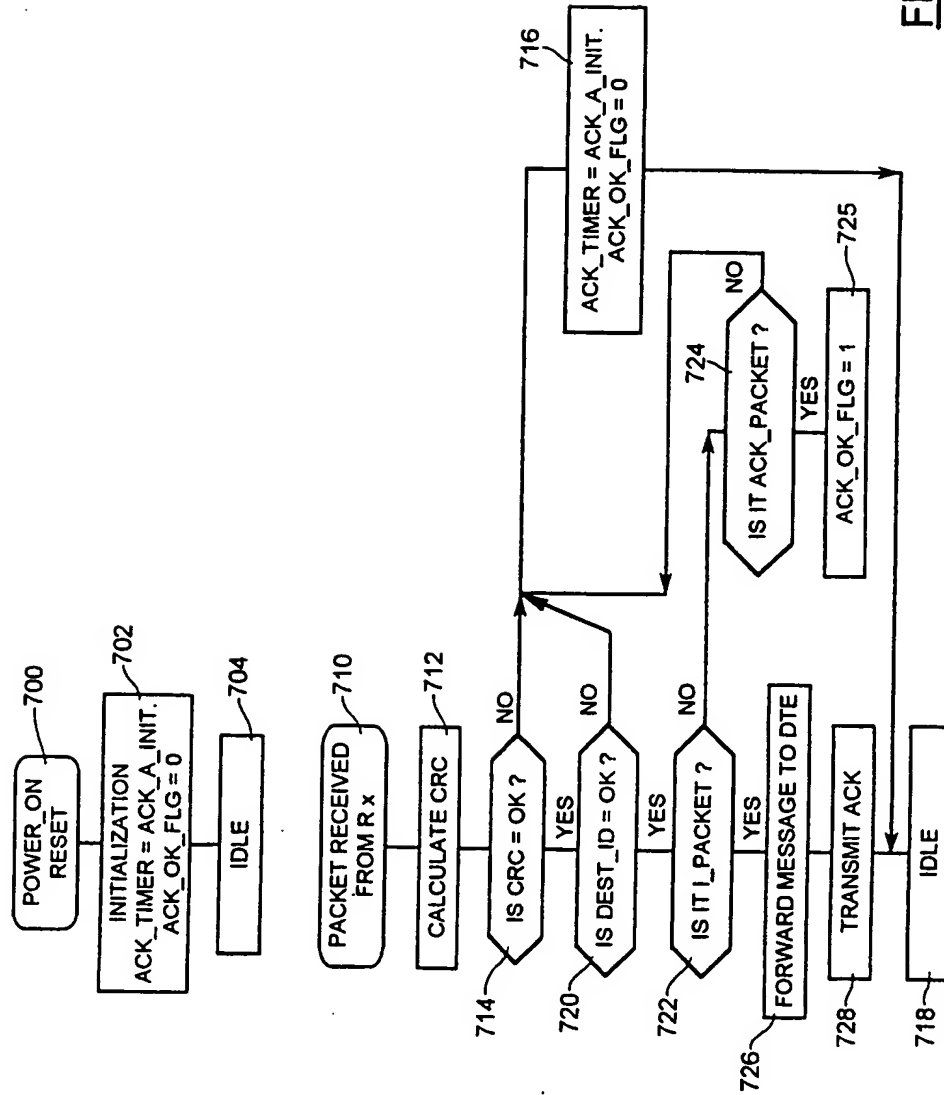 700
POWER_ON
RESET
702
INITIALIZATION
ACK_TIMER = ACK_A_INIT.
ACK_OK_FLG = 0
704
IDLE
710
PACKET RECEIVED
FROM R x
712
CALCULATE CRC
714
IS CRC = OK ?
NO
YES
716
ACK_TIMER = ACK_A_INIT.
ACK_OK_FLG = 0
720
IS DEST_ID = OK ?
NO
YES
722
IS IT I_PACKET ?
NO
YES
724
IS IT ACK_PACKET ?
NO
YES
725
ACK_OK_FLG = 1
726
FORWARD MESSAGE TO DTE
728
TRANSMIT ACK
718
IDLE